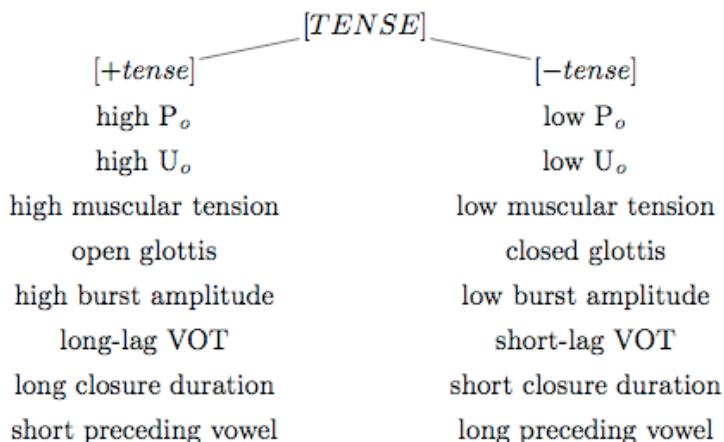 [TENSE]
[+tense] [−tense]
high Pₒ low Pₒ
high Uₒ low Uₒ
high muscular tension low muscular tension
open glottis closed glottis
high burst amplitude low burst amplitude
long-lag VOT short-lag VOT
long closure duration short closure duration
short preceding vowel long preceding vowel